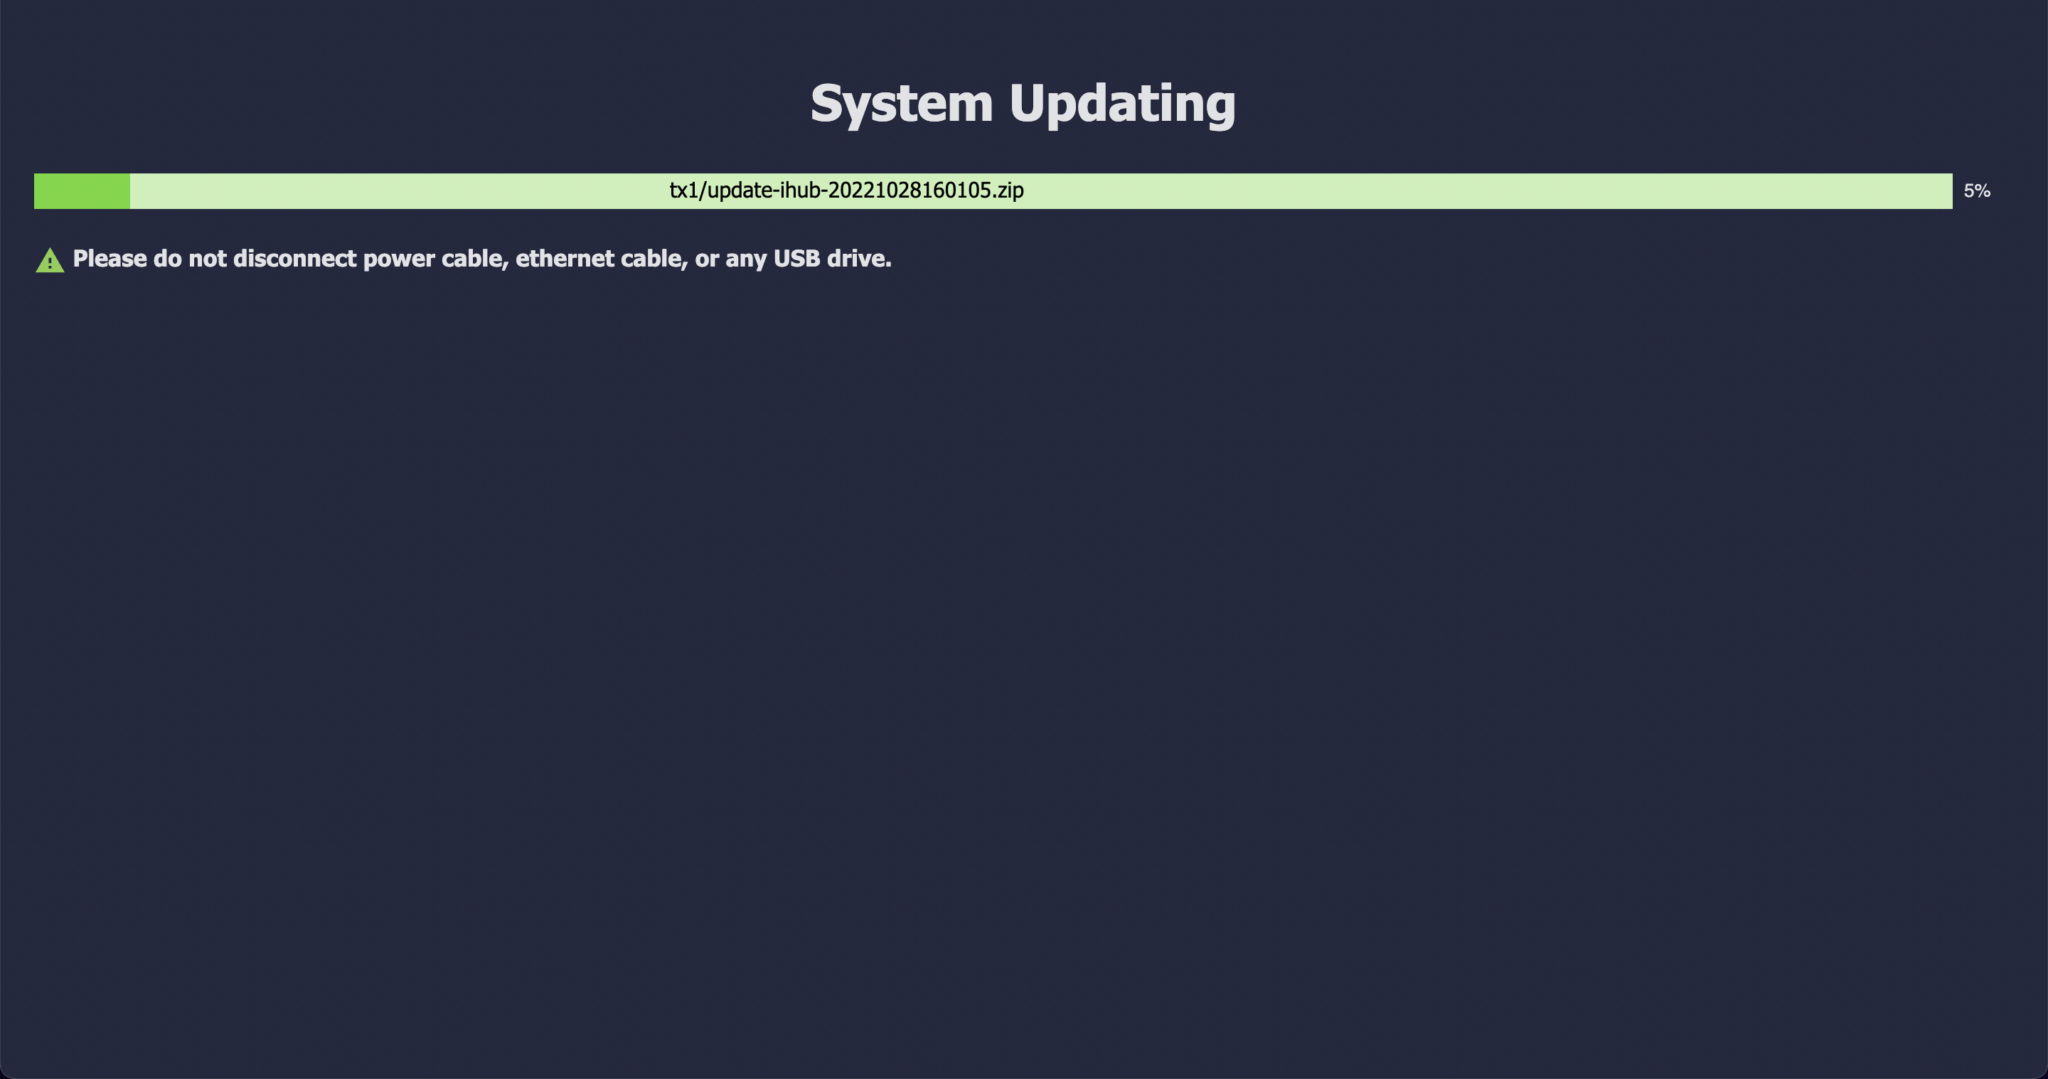 System Updating
tx1/update-ihub-20221028160105.zip
5%
Please do not disconnect power cable, ethernet cable, or any USB drive.